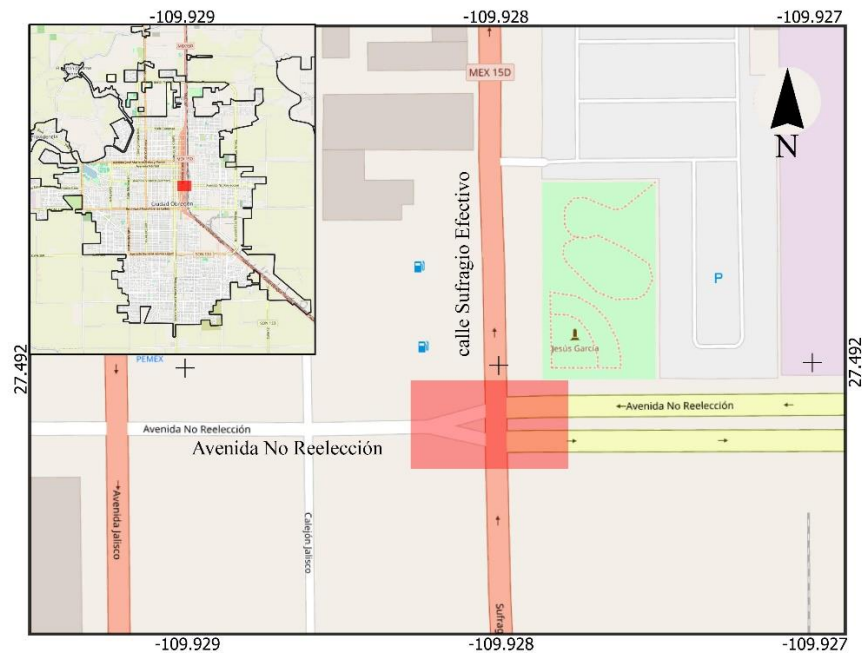 -109.929
-109.928
-109.927
MEX 15D
N
Ciudad Obregón
calle Sufragio Efectivo
P
Jesús García
27.492
27.492
PEMEX
Avenida No Reelección
Avenida No Reelección
Avenida No Reelección
Avenida Jalisco
Callejón Jalisco
Sufrag
-109.929
-109.928
-109.927